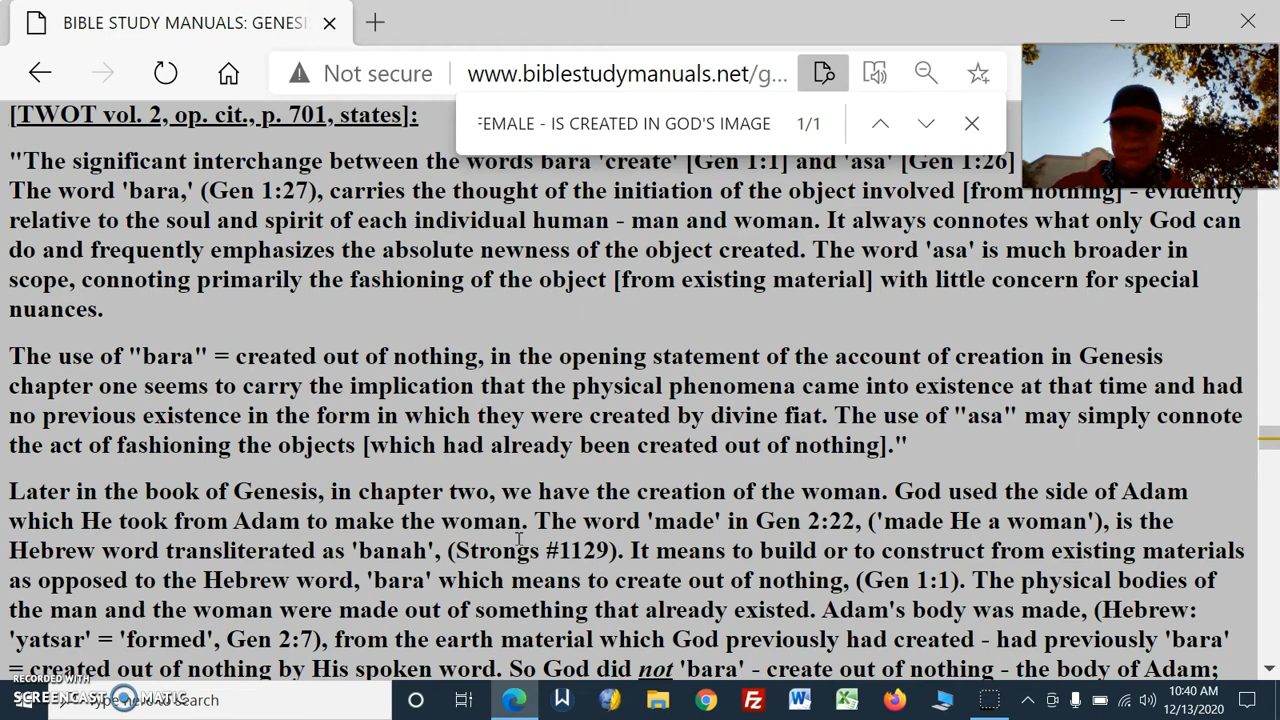 BIBLE STUDY MANUALS: GENESI
Not secure
www.biblestudymanuals.net/g...
FEMALE - IS CREATED IN GOD'S IMAGE 1/1
[TWOT vol. 2, op. cit., p. 701, states]:
"The significant interchange between the words bara 'create' [Gen 1:1] and 'asa' [Gen 1:26]
The word 'bara,' (Gen 1:27), carries the thought of the initiation of the object involved [from nothing] - evidently
relative to the soul and spirit of each individual human - man and woman. It always connotes what only God can
do and frequently emphasizes the absolute newness of the object created. The word 'asa' is much broader in
scope, connoting primarily the fashioning of the object [from existing material] with little concern for special
nuances.
The use of "bara" = created out of nothing, in the opening statement of the account of creation in Genesis
chapter one seems to carry the implication that the physical phenomena came into existence at that time and had
no previous existence in the form in which they were created by divine fiat. The use of "asa" may simply connote
the act of fashioning the objects [which had already been created out of nothing]."
Later in the book of Genesis, in chapter two, we have the creation of the woman. God used the side of Adam
which He took from Adam to make the woman. The word 'made' in Gen 2:22, ('made He a woman'), is the
Hebrew word transliterated as 'banah', (Strongs #1129). It means to build or to construct from existing materials
as opposed to the Hebrew word, 'bara' which means to create out of nothing, (Gen 1:1). The physical bodies of
the man and the woman were made out of something that already existed. Adam's body was made, (Hebrew:
'yatsar' = 'formed', Gen 2:7), from the earth material which God previously had created - had previously 'bara'
= created out of nothing by His spoken word. So God did not 'bara' - create out of nothing - the body of Adam;
RECORDED WITH
SCREENCAST MATIC
Type here to search
10:40 AM
12/13/2020